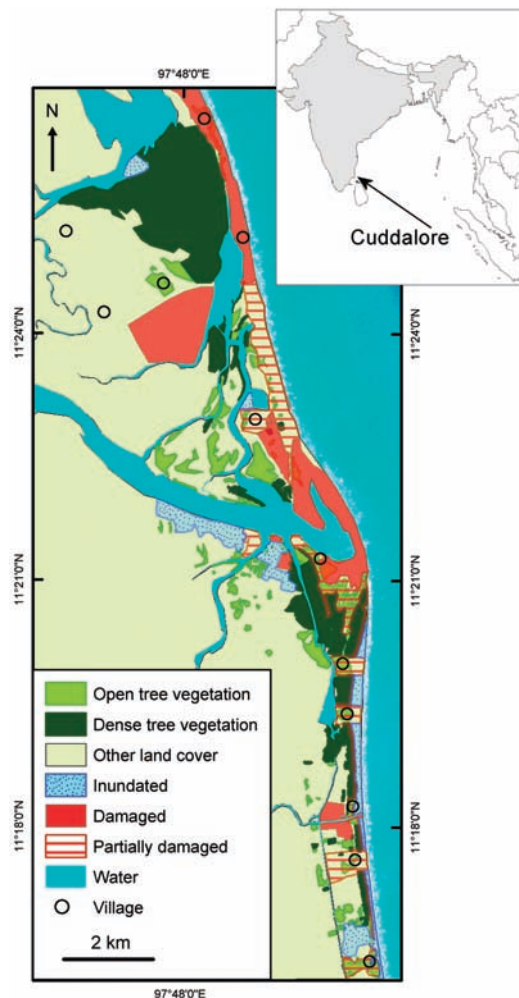 97°48'0"E
N
Cuddalore
11°24'0"N
11°24'0"N
11°21'0"N
11°21'0"N
11°18'0"N
11°18'0"N
Open tree vegetation
Dense tree vegetation
Other land cover
Inundated
Damaged
Partially damaged
Water
Village
2 km
97°48'0"E